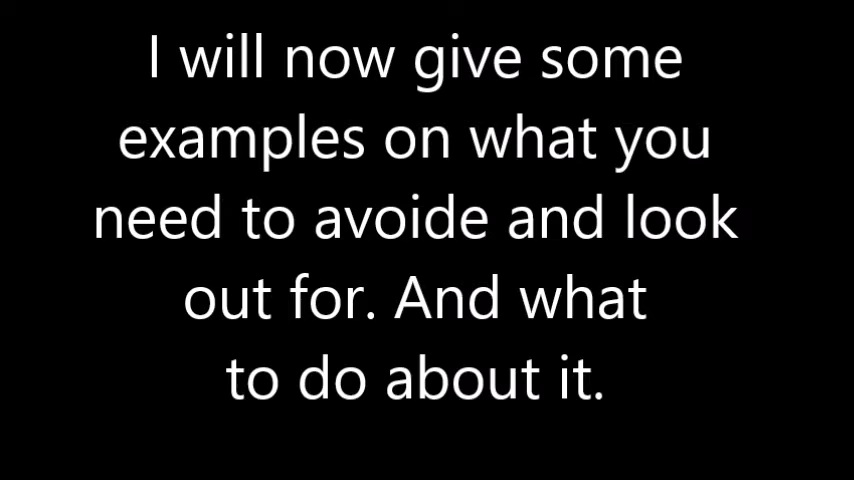 I will now give some
examples on what you
need to avoide and look
out for. And what
to do about it.